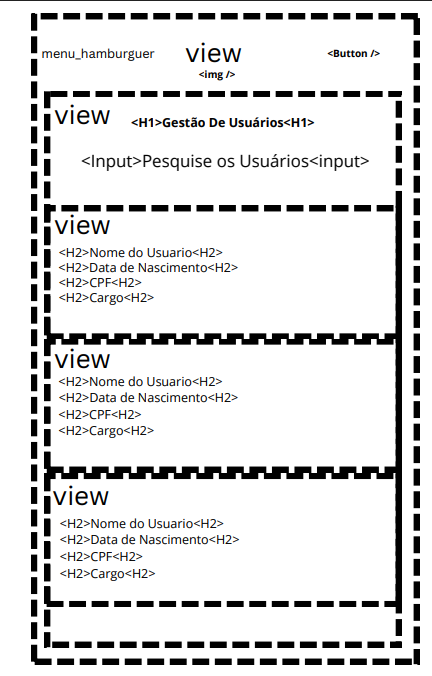 menu_hamburguer view <Button />
<img />
view <H1>Gestão De Usuários<H1>
<Input>Pesquise os Usuários<input>
view
<H2>Nome do Usuario<H2>
<H2>Data de Nascimento<H2>
<H2>CPF<H2>
<H2>Cargo<H2>
view
<H2>Nome do Usuario<H2>
<H2>Data de Nascimento<H2>
<H2>CPF<H2>
<H2>Cargo<H2>
view
<H2>Nome do Usuario<H2>
<H2>Data de Nascimento<H2>
<H2>CPF<H2>
<H2>Cargo<H2>